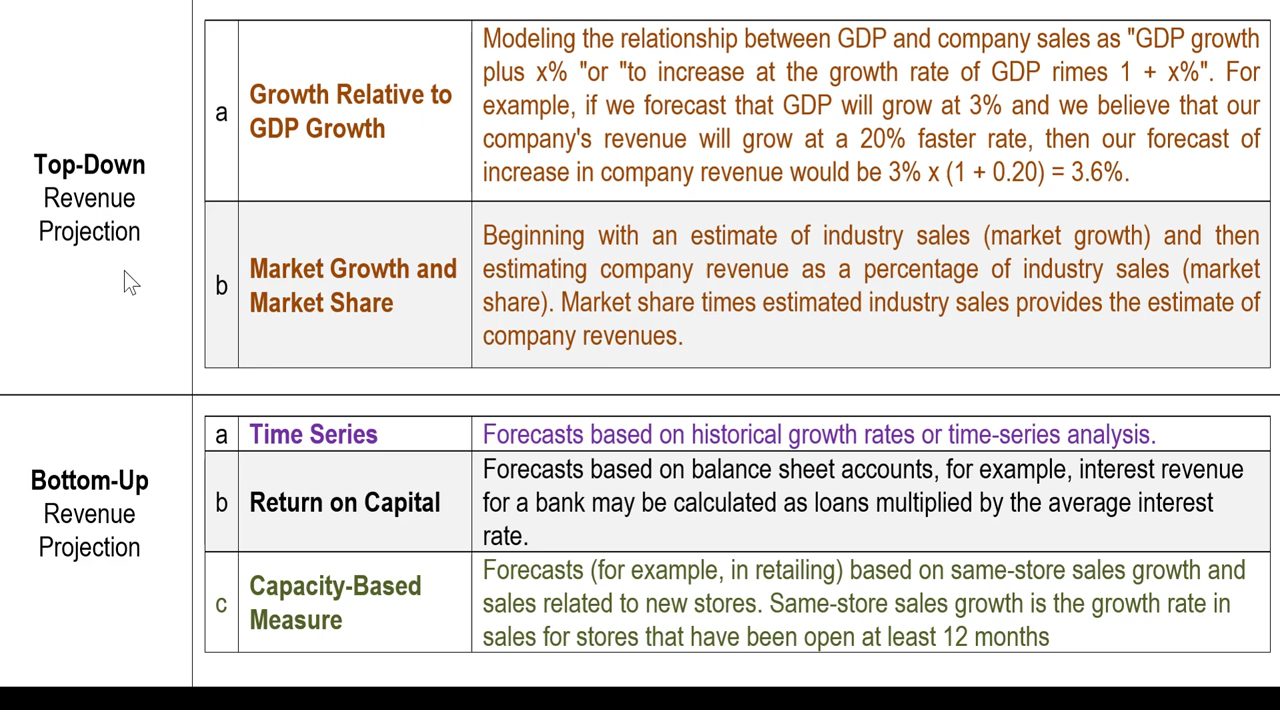 Top-Down
Revenue
Projection
a
Growth Relative to
GDP Growth
Modeling the relationship between GDP and company sales as "GDP growth
plus x% "or "to increase at the growth rate of GDP rimes 1 + x%". For
example, if we forecast that GDP will grow at 3% and we believe that our
company's revenue will grow at a 20% faster rate, then our forecast of
increase in company revenue would be 3% x (1 + 0.20) = 3.6%.
b
Market Growth and
Market Share
Beginning with an estimate of industry sales (market growth) and then
estimating company revenue as a percentage of industry sales (market
share). Market share times estimated industry sales provides the estimate of
company revenues.
Bottom-Up
Revenue
Projection
a
Time Series
Forecasts based on historical growth rates or time-series analysis.
b
Return on Capital
Forecasts based on balance sheet accounts, for example, interest revenue
for a bank may be calculated as loans multiplied by the average interest
rate.
c
Capacity-Based
Measure
Forecasts (for example, in retailing) based on same-store sales growth and
sales related to new stores. Same-store sales growth is the growth rate in
sales for stores that have been open at least 12 months